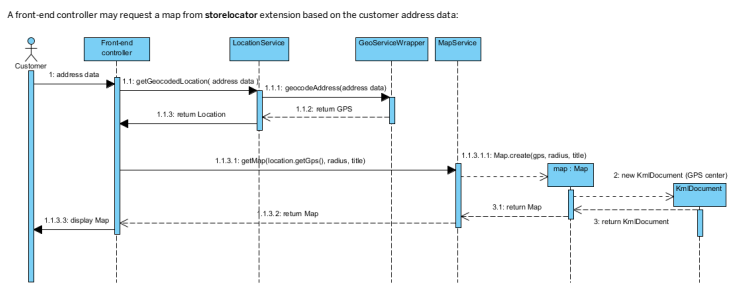 A front-end controller may request a map from storelocator extension based on the customer address data:
Front-end
controller
LocationService
GeoServiceWrapper
MapService
Customer
1: address data
1.1: getGeocodedLocation( address data )
1.1.1: geocodeAddress(address data)
1.1.2: return GPS
1.1.3: return Location
1.1.3.1: getMap(location.getGps(), radius, title)
1.1.3.1.1: Map.create(gps, radius, title)
map : Map
2: new KmlDocument (GPS center)
KmlDocument
3.1: return Map
1.1.3.2: return Map
1.1.3.3: display Map
3: return KmlDocument